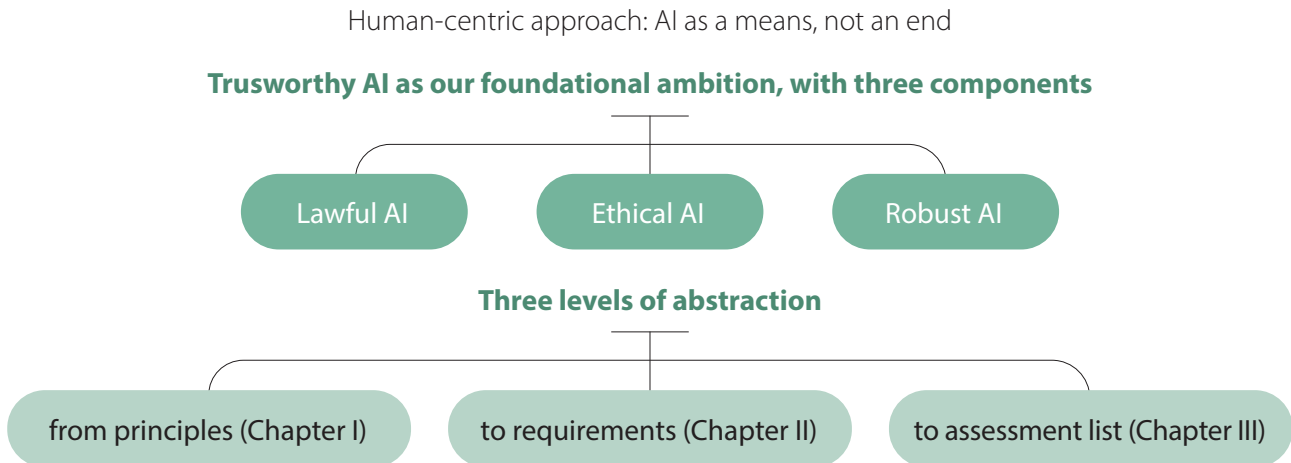 Human-centric approach: AI as a means, not an end
Trusworthy AI as our foundational ambition, with three components
Lawful AI
Ethical AI
Robust AI
Three levels of abstraction
from principles (Chapter I)
to requirements (Chapter II)
to assessment list (Chapter III)